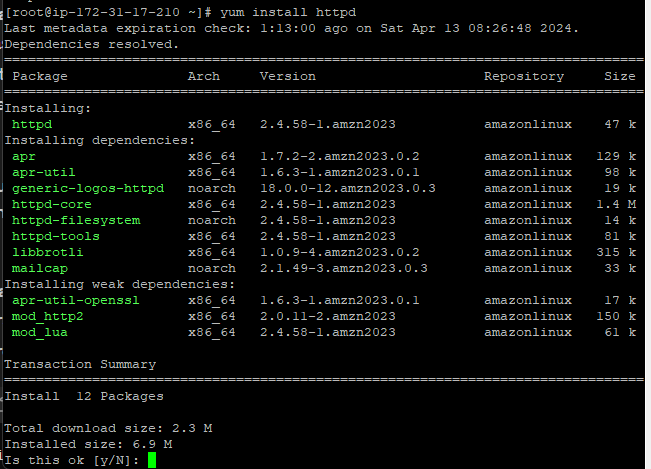 [root@ip-172-31-17-210 ~]# yum install httpd
Last metadata expiration check: 1:13:00 ago on Sat Apr 13 08:26:48 2024.
Dependencies resolved.
================================================================================
Package Arch Version Repository Size
================================================================================
Installing:
httpd x86_64 2.4.58-1.amzn2023 amazonlinux 47 k
Installing dependencies:
apr x86_64 1.7.2-2.amzn2023.0.2 amazonlinux 129 k
apr-util x86_64 1.6.3-1.amzn2023.0.1 amazonlinux 98 k
generic-logos-httpd noarch 18.0.0-12.amzn2023.0.3 amazonlinux 19 k
httpd-core x86_64 2.4.58-1.amzn2023 amazonlinux 1.4 M
httpd-filesystem noarch 2.4.58-1.amzn2023 amazonlinux 14 k
httpd-tools x86_64 2.4.58-1.amzn2023 amazonlinux 81 k
libbrotli x86_64 1.0.9-4.amzn2023.0.2 amazonlinux 315 k
mailcap noarch 2.1.49-3.amzn2023.0.3 amazonlinux 33 k
Installing weak dependencies:
apr-util-openssl x86_64 1.6.3-1.amzn2023.0.1 amazonlinux 17 k
mod_http2 x86_64 2.0.11-2.amzn2023 amazonlinux 150 k
mod_lua x86_64 2.4.58-1.amzn2023 amazonlinux 61 k
Transaction Summary
================================================================================
Install 12 Packages
Total download size: 2.3 M
Installed size: 6.9 M
Is this ok [y/N]: